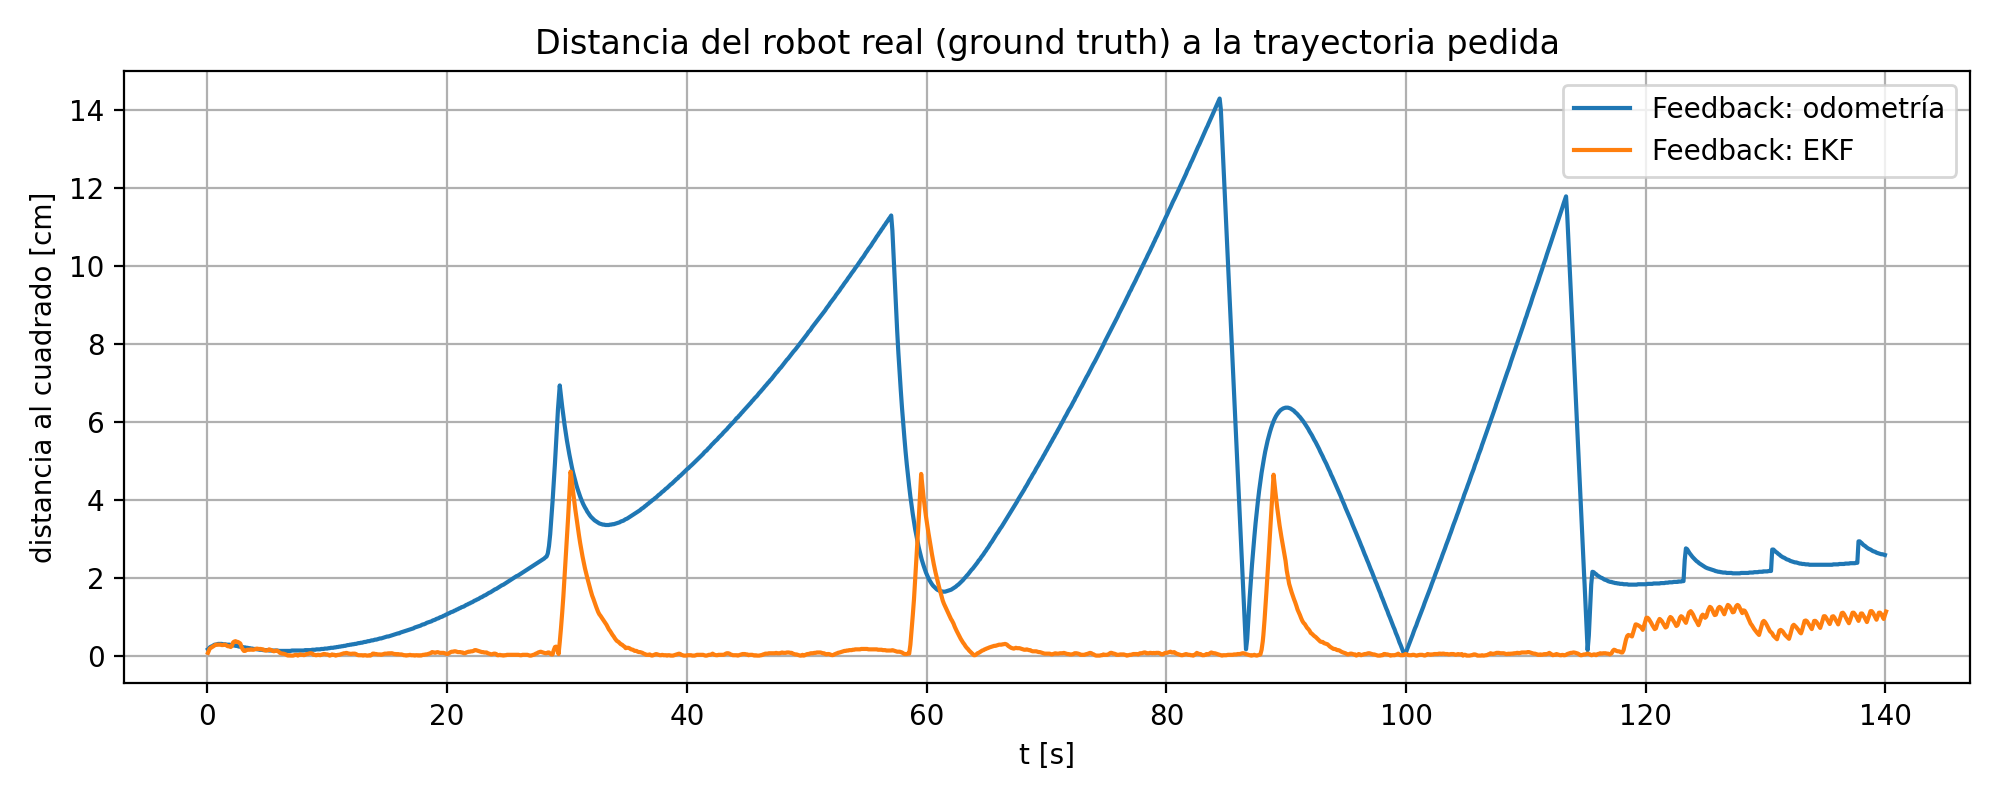 Distancia del robot real (ground truth) a la trayectoria pedida
distancia al cuadrado [cm]
14
12
10
8
6
4
2
0
Feedback: odometría
Feedback: EKF
0 20 40 60 80 100 120 140
t [s]